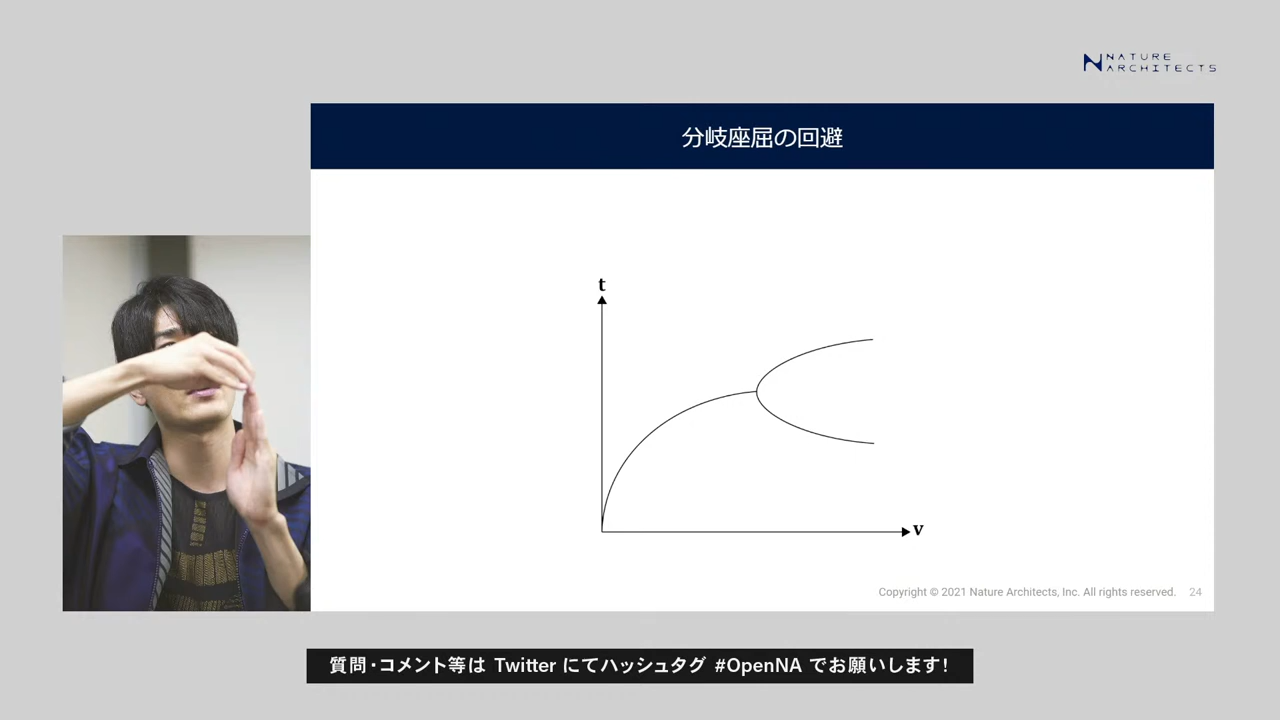 NATURE
ARCHITECTS
分岐座屈の回避
t
v
Copyright © 2021 Nature Architects, Inc. All rights reserved. 24
質問・コメント等は Twitter にてハッシュタグ #OpenNA でお願いします!